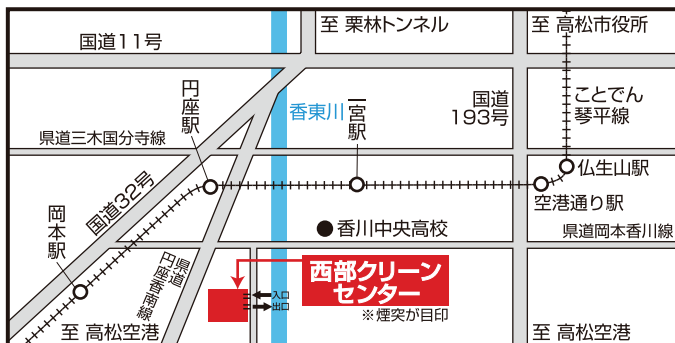 至 栗林トンネル
至 高松市役所
国道11号
円座駅
香東川
一宮駅
国道
193号
ことでん
琴平線
県道三木国分寺線
仏生山駅
空港通り駅
国道32号
岡本駅
香川中央高校
県道岡本香川線
県道
円座香南線
西部クリーン
センター
入口
出口
※煙突が目印
至 高松空港
至 高松空港